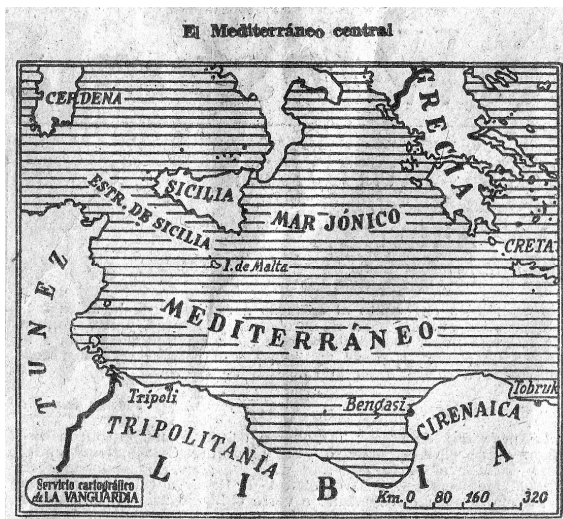 El Mediterráneo central
CERDEÑA
GRECIA
SICILIA
ESTR. DE SICILIA
MAR JÓNICO
CRETA
I. de Malta
TUNEZ
MEDITERRÁNEO
Trípoli
Bengasi
Tobruk
TRIPOLITANIA
CIRENAICA
LIBIA
Servicio cartográfico
de LA VANGUARDIA
Km. 0 80 160 320